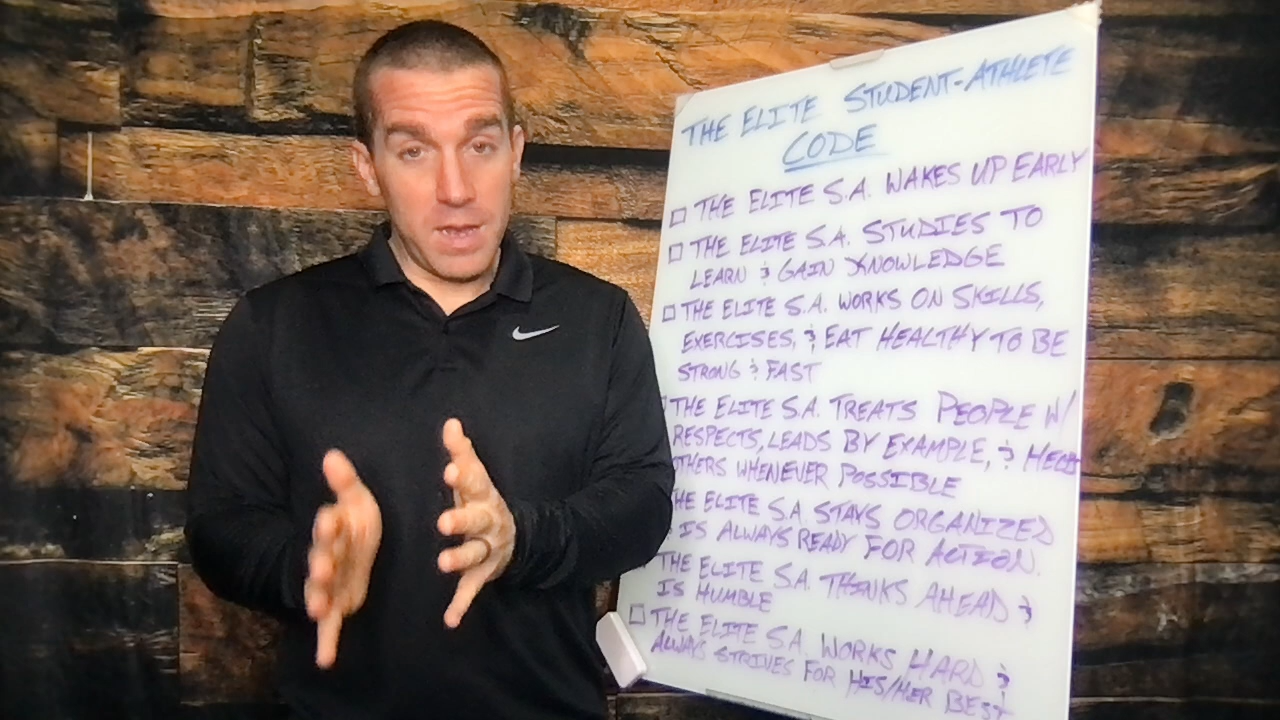 THE ELITE STUDENT-ATHLETE
CODE
THE ELITE S.A. WAKES UP EARLY
THE ELITE S.A. STUDIES TO
LEARN & GAIN KNOWLEDGE
THE ELITE S.A. WORKS ON SKILLS,
EXERCISES, & EAT HEALTHY TO BE
STRONG & FAST
THE ELITE S.A. TREATS PEOPLE W/
RESPECTS, LEADS BY EXAMPLE, & HELP
OTHERS WHENEVER POSSIBLE
THE ELITE S.A. STAYS ORGANIZED
& IS ALWAYS READY FOR ACTION.
THE ELITE S.A. THINKS AHEAD &
IS HUMBLE
THE ELITE S.A. WORKS HARD &
ALWAYS STRIVES FOR HIS/HER BEST